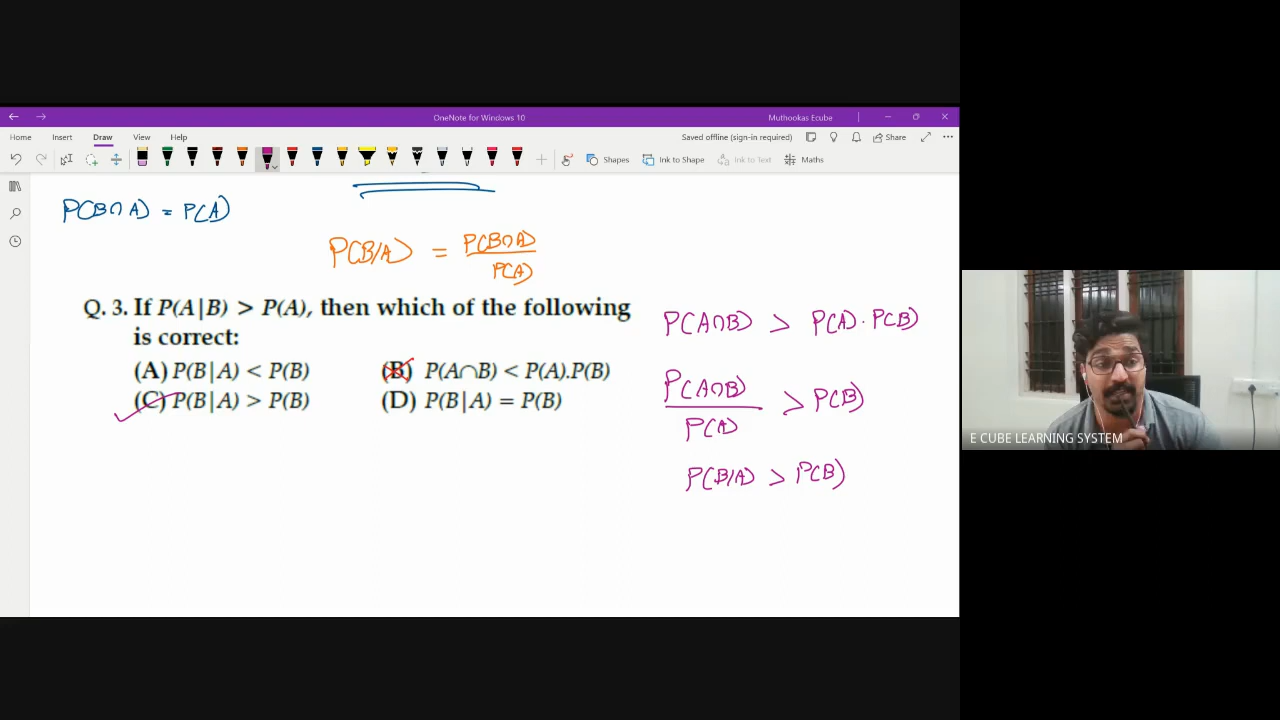 OneNote for Windows 10
Muthookas Ecube
Home Insert Draw View Help
Saved offline (sign-in required) Share
Shapes Ink to Shape Ink to Text Maths
P(B∩A) = P(A)
P(B/A) = P(B∩A)
P(A)
Q. 3. If P(A|B) > P(A), then which of the following
is correct:
(A) P(B|A) < P(B) (B) P(A∩B) < P(A).P(B)
(C) P(B|A) > P(B) (D) P(B|A) = P(B)
P(A∩B) > P(A) · P(B)
P(A∩B) > P(B)
P(A)
P(B/A) > P(B)
E CUBE LEARNING SYSTEM